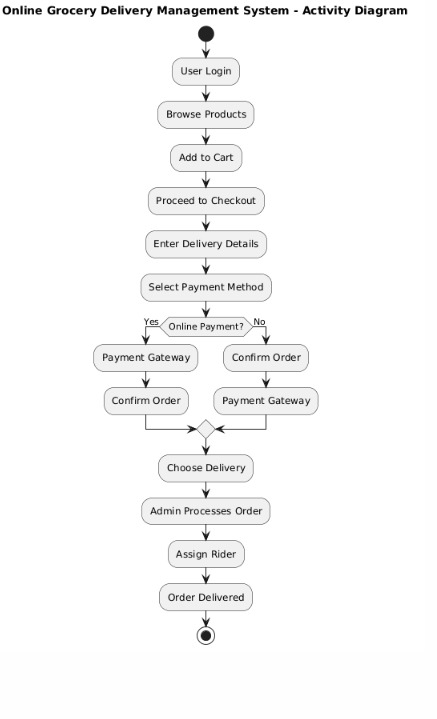 Online Grocery Delivery Management System - Activity Diagram
User Login
Browse Products
Add to Cart
Proceed to Checkout
Enter Delivery Details
Select Payment Method
Yes
Online Payment?
No
Payment Gateway
Confirm Order
Confirm Order
Payment Gateway
Choose Delivery
Admin Processes Order
Assign Rider
Order Delivered